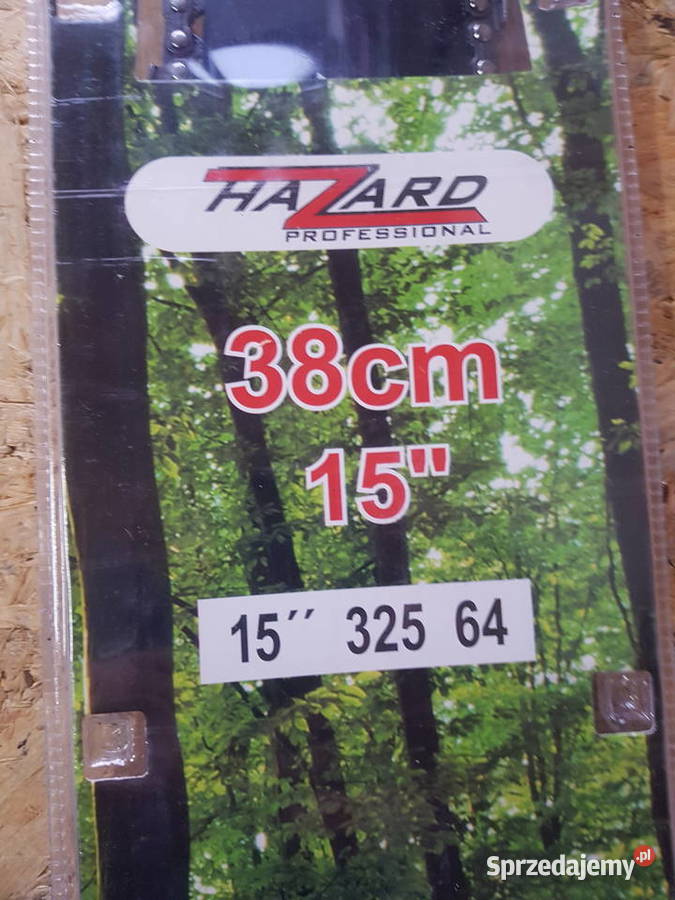 HAZARD
PROFESSIONAL
38cm
15"
15´´ 325 64
Sprzedajemy.pl